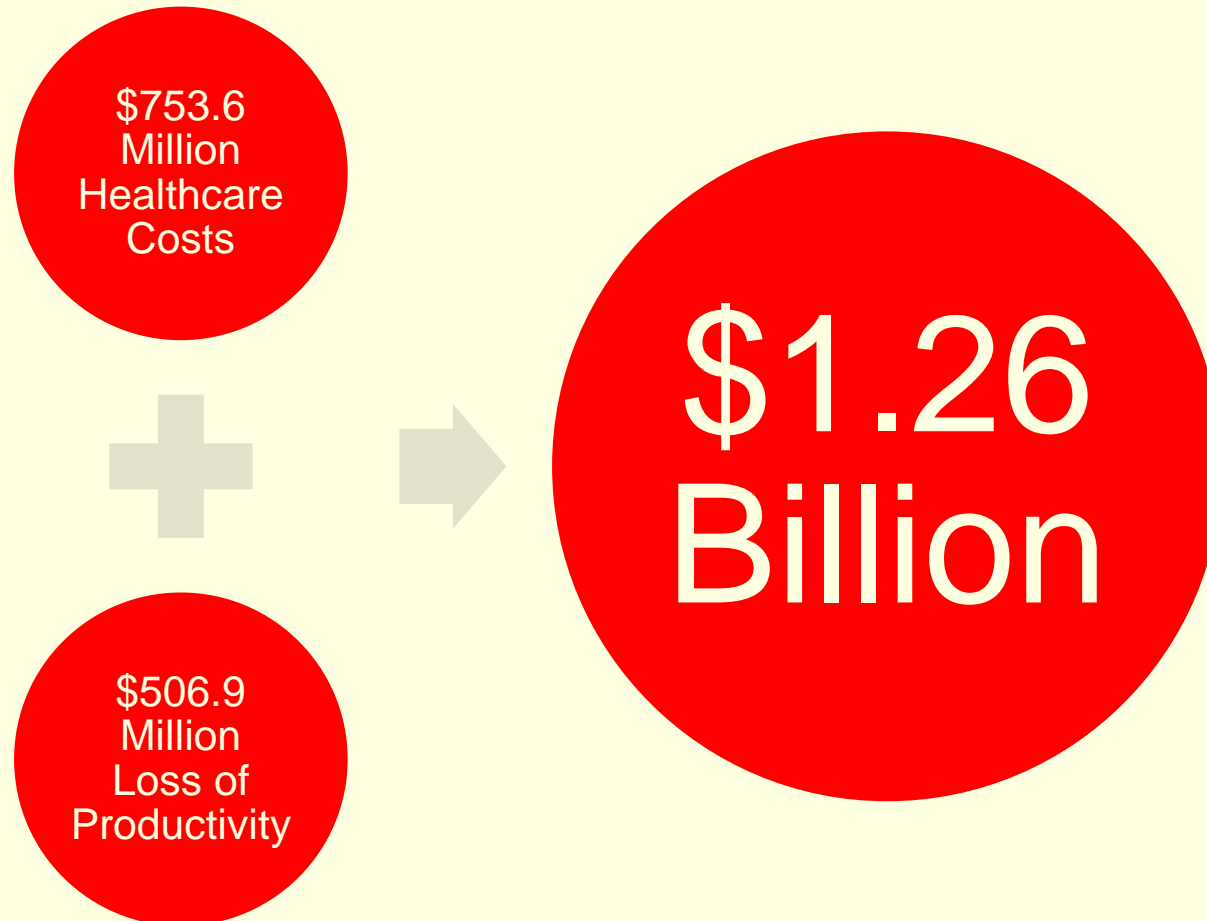 $753.6
Million
Healthcare
Costs
$506.9
Million
Loss of
Productivity
$1.26
Billion